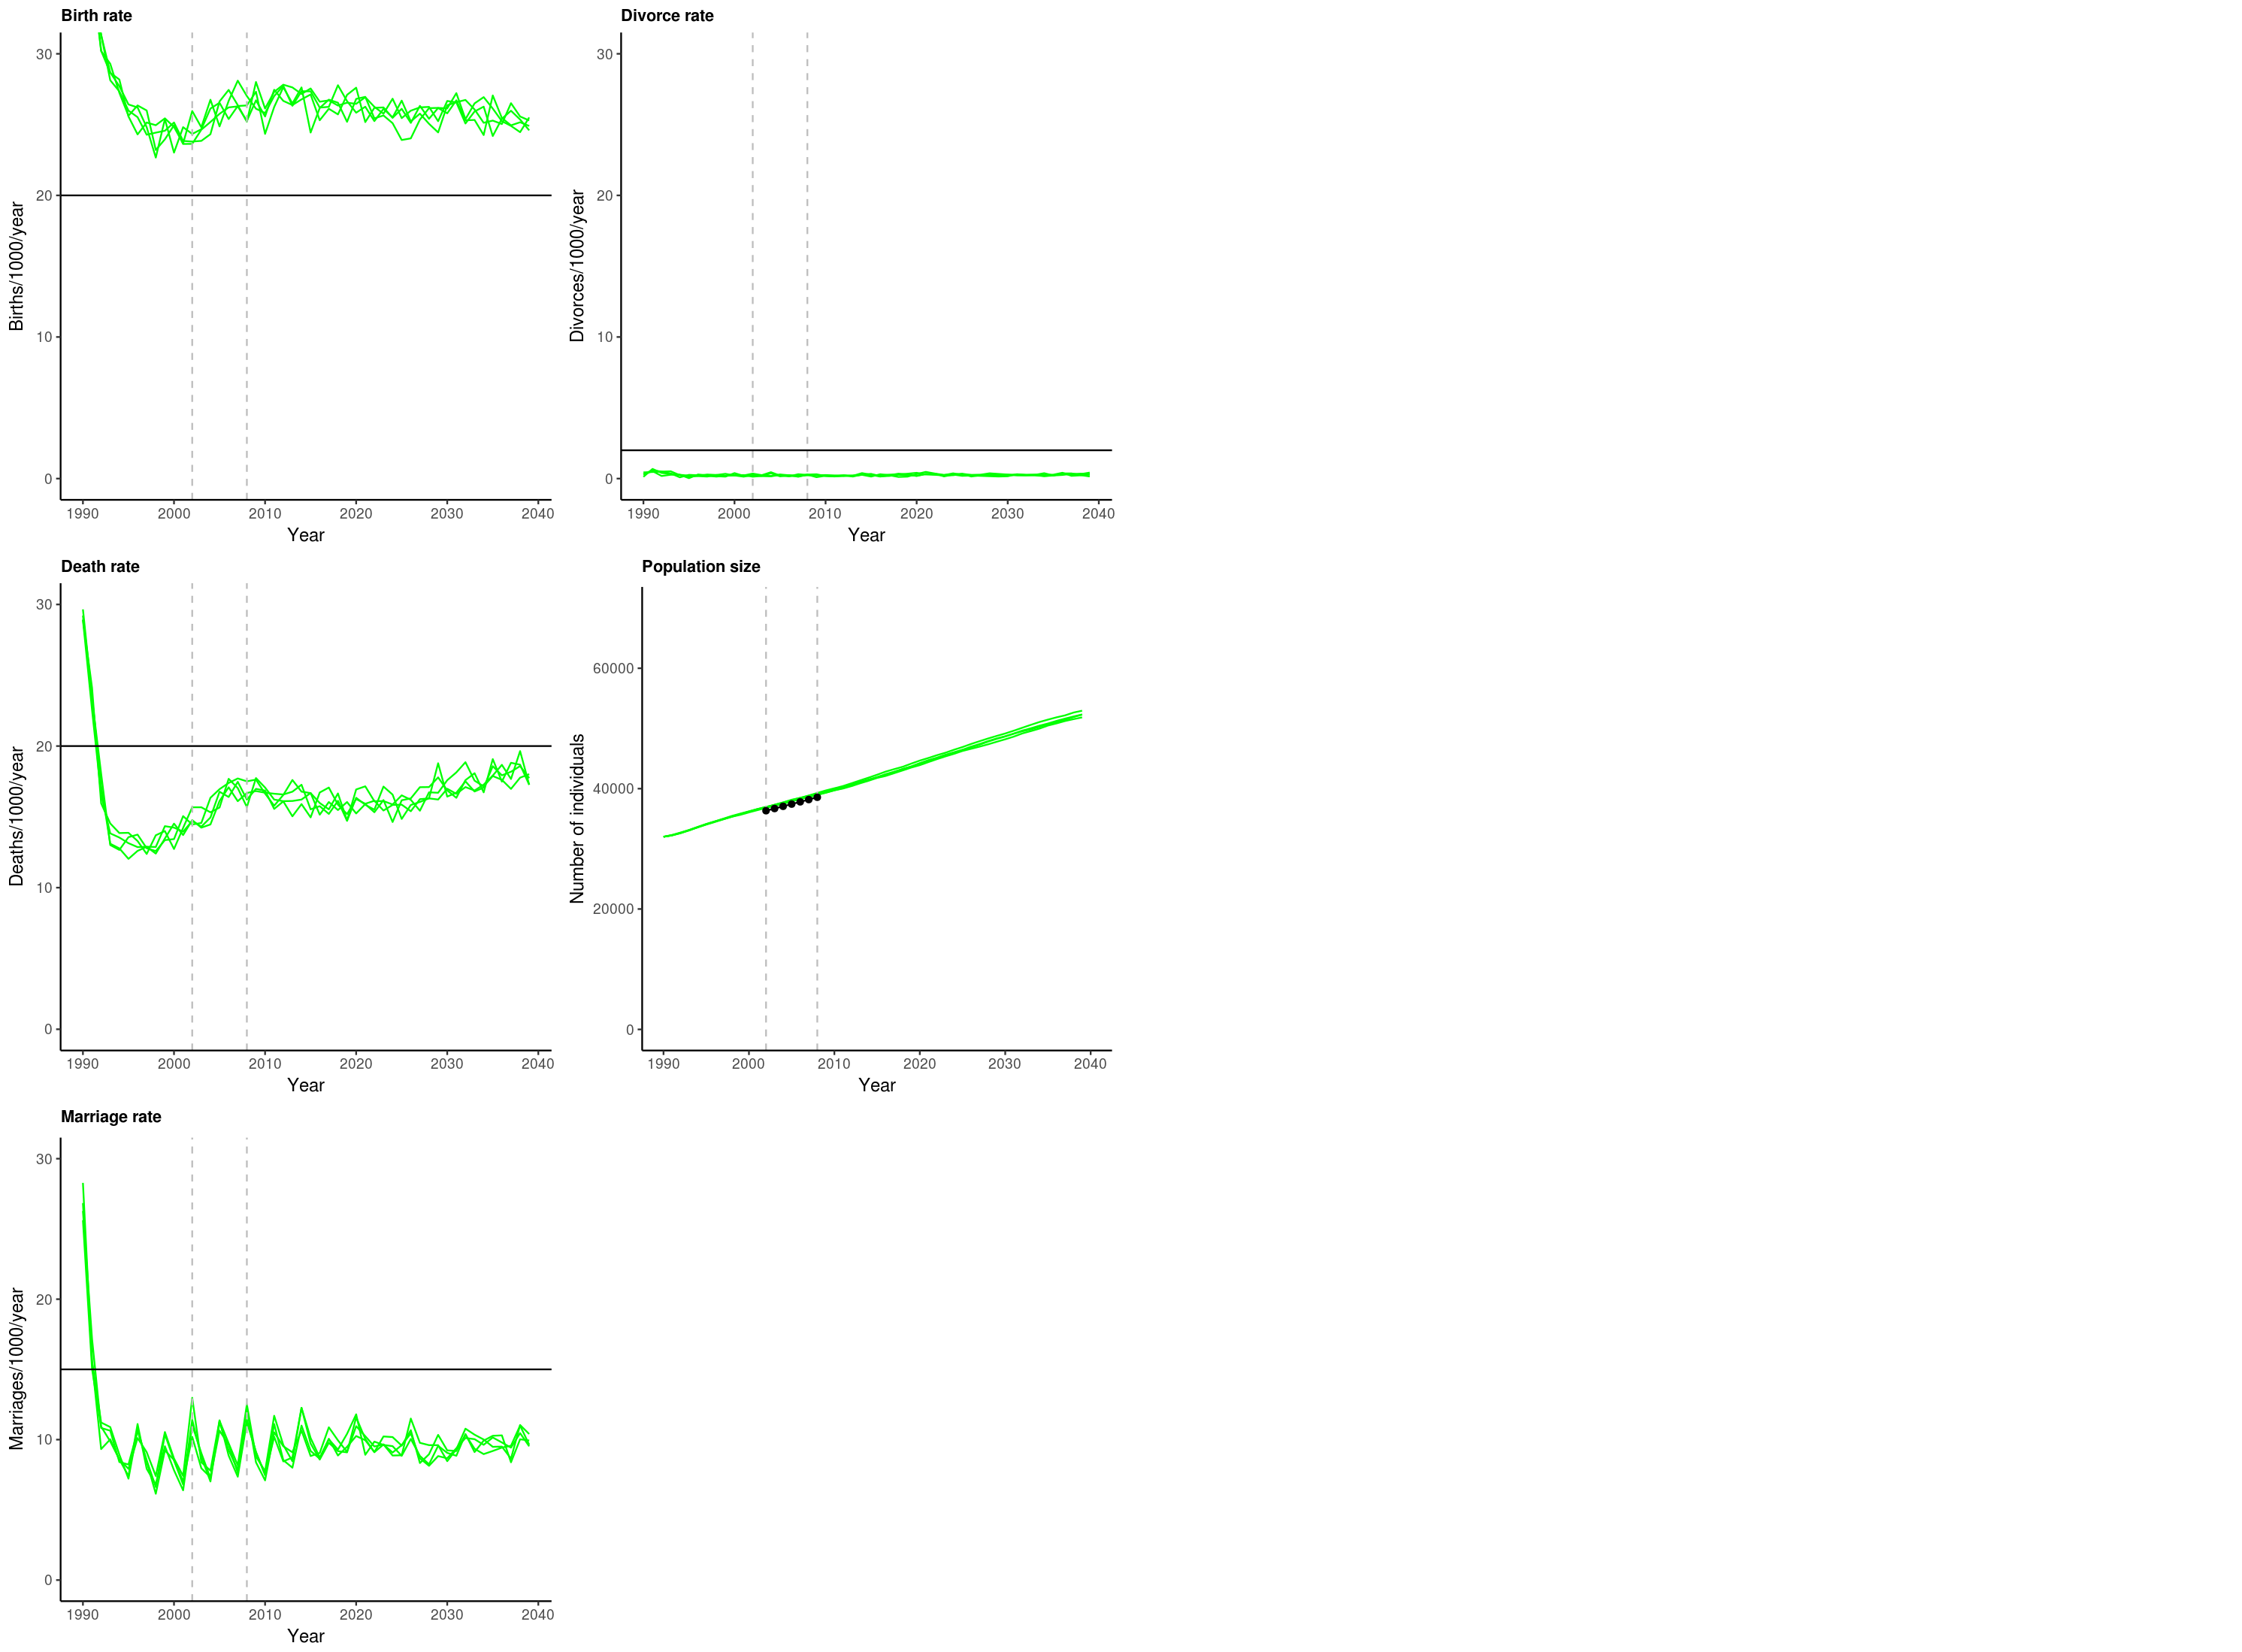 Birth rate
30
20
10
0
Births/1000/year
1990 2000 2010 2020 2030 2040
Year
Divorce rate
30
20
10
0
Divorces/1000/year
1990 2000 2010 2020 2030 2040
Year
Death rate
30
20
10
0
Deaths/1000/year
1990 2000 2010 2020 2030 2040
Year
Population size
60000
40000
20000
0
Number of individuals
1990 2000 2010 2020 2030 2040
Year
Marriage rate
30
20
10
0
Marriages/1000/year
1990 2000 2010 2020 2030 2040
Year